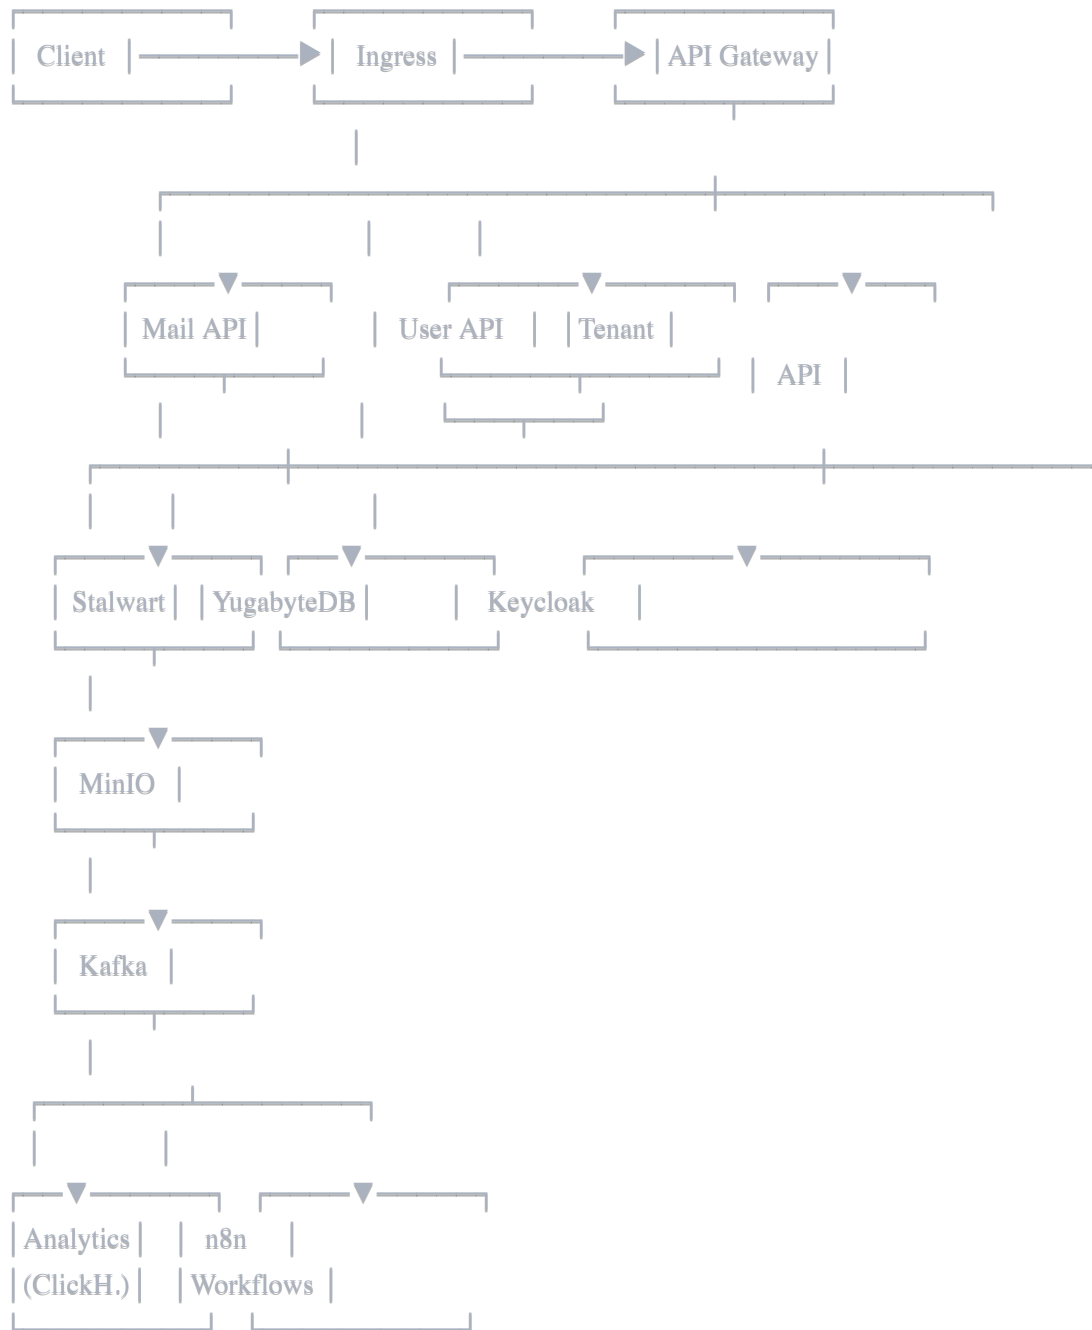 Client Ingress API Gateway
Mail API User API Tenant
API
Stalwart YugabyteDB Keycloak
MinIO
Kafka
Analytics n8n
(ClickH.) Workflows